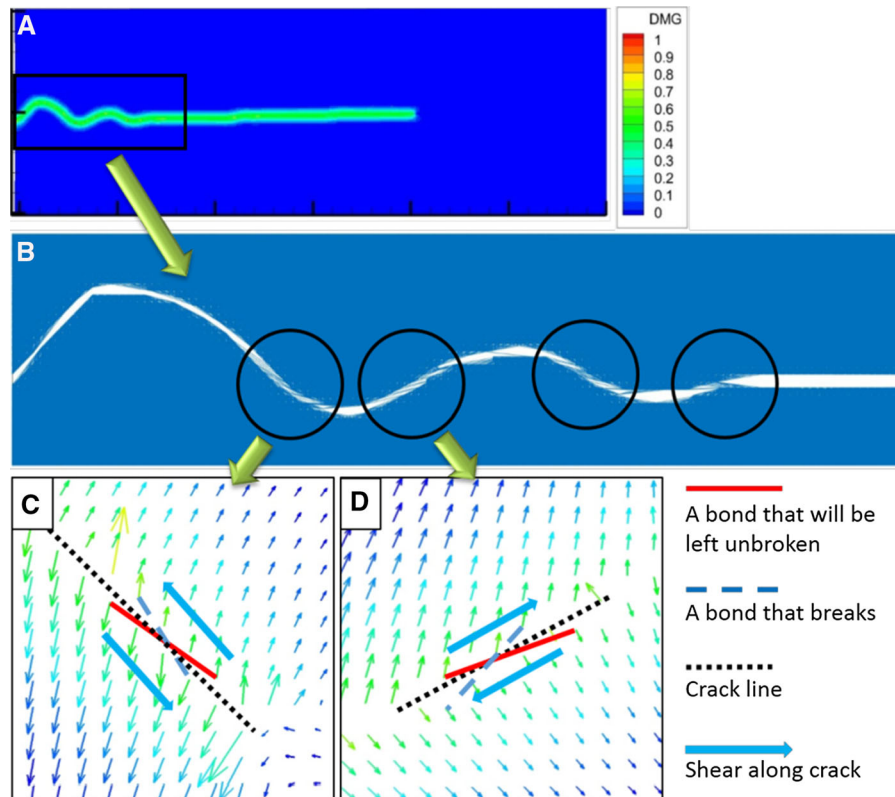 A
DMG
1
0.9
0.8
0.7
0.6
0.5
0.4
0.3
0.2
0.1
0
B
C
D
A bond that will be
left unbroken
A bond that breaks
Crack line
Shear along crack